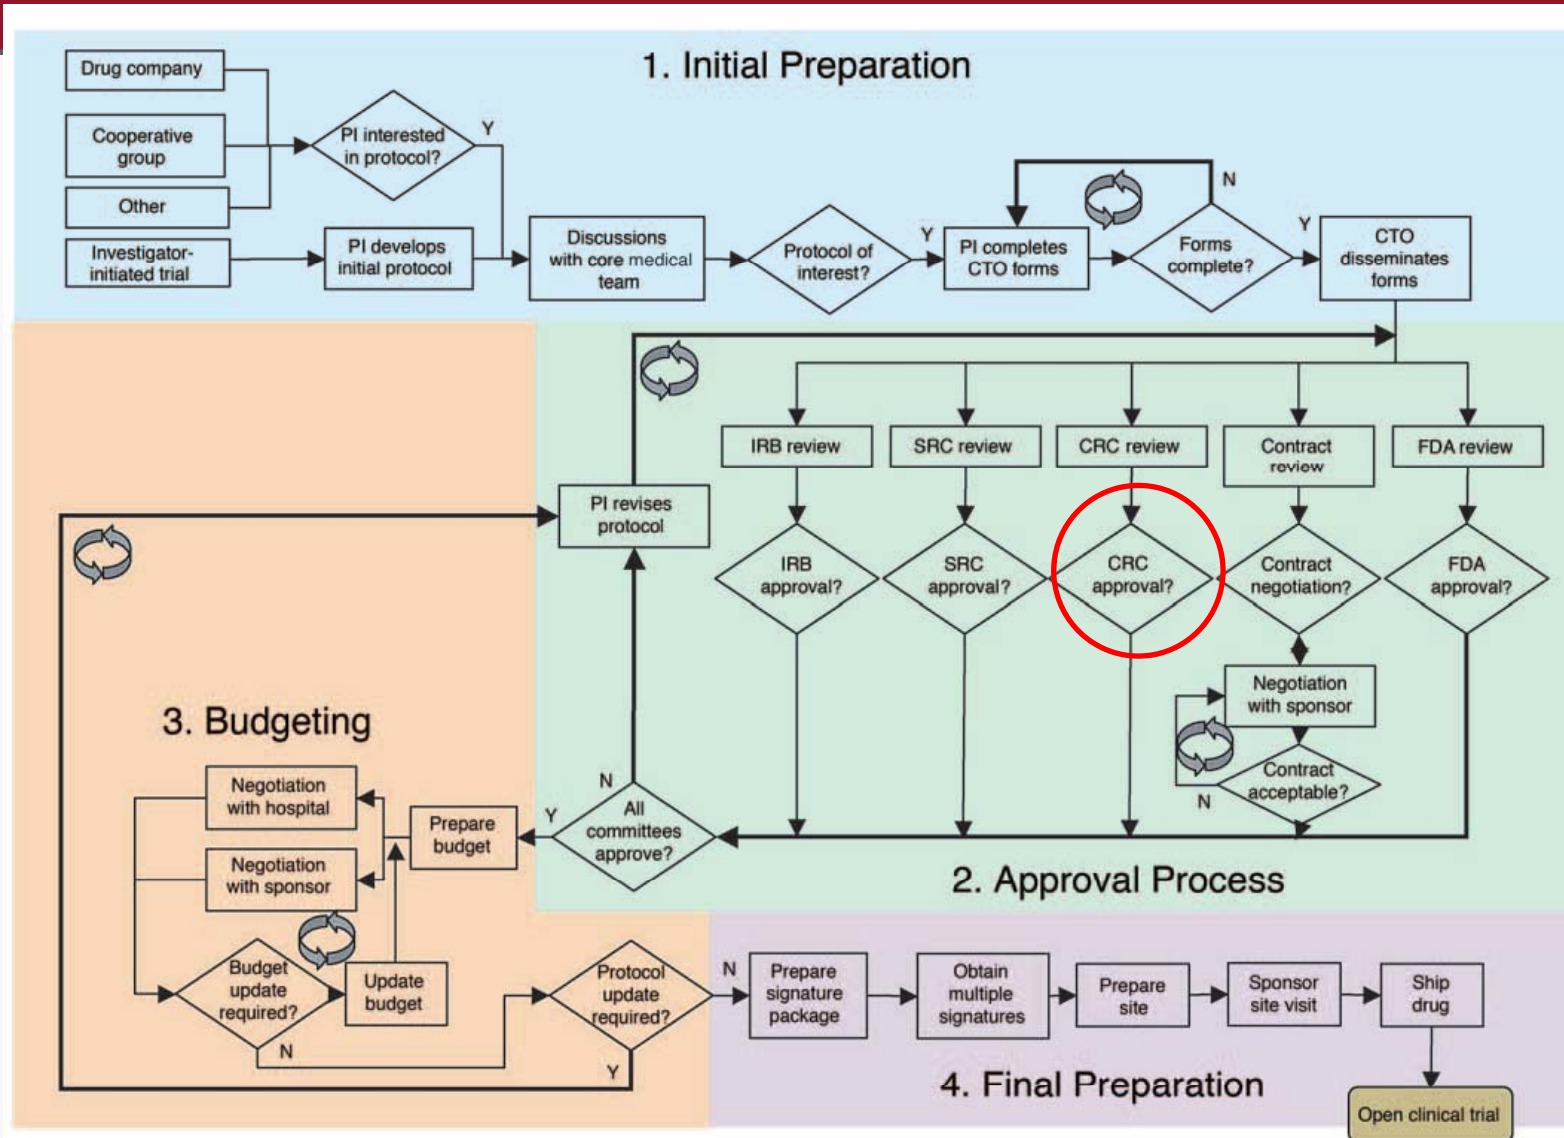 1. Initial Preparation
Drug company
Cooperative
group
Other
Investigator-
initiated trial
PI interested
in protocol?
Y
PI develops
initial protocol
Discussions
with core medical
team
Protocol of
interest?
Y
PI completes
CTO forms
N
Forms
complete?
Y
CTO
disseminates
forms
IRB review
SRC review
CRC review
Contract
review
FDA review
PI revises
protocol
IRB
approval?
SRC
approval?
CRC
approval?
Contract
negotiation?
FDA
approval?
Negotiation
with sponsor
Contract
acceptable?
N
N
All
committees
approve?
Y
2. Approval Process
3. Budgeting
Negotiation
with hospital
Prepare
budget
Negotiation
with sponsor
Budget
update
required?
Update
budget
N
Protocol
update
required?
Y
N
Prepare
signature
package
Obtain
multiple
signatures
Prepare
site
Sponsor
site visit
Ship
drug
4. Final Preparation
Open clinical trial